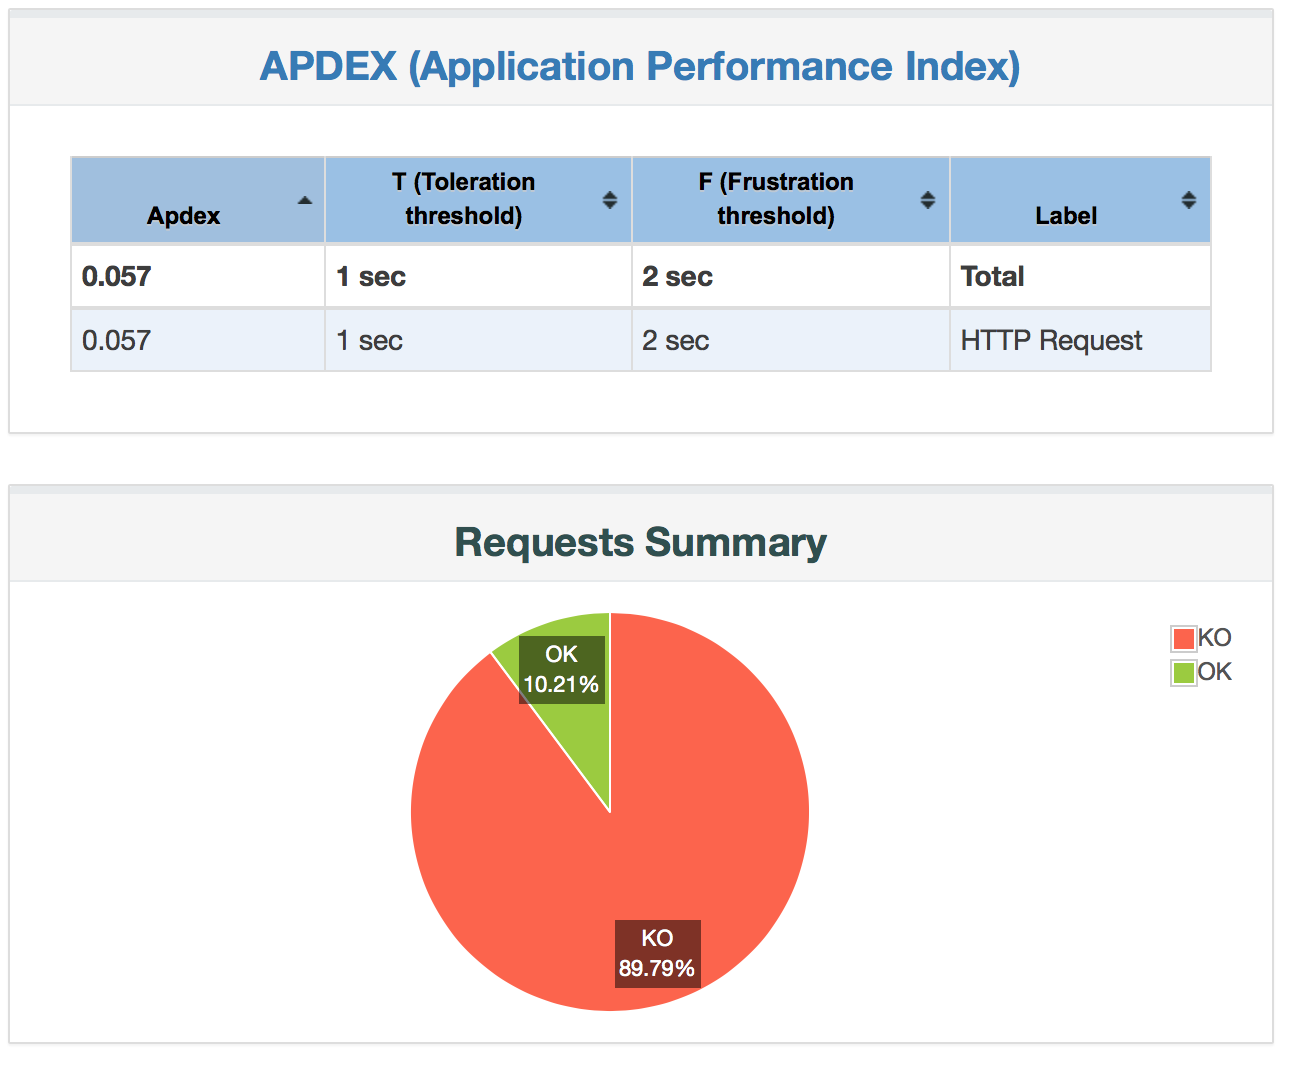 APDEX (Application Performance Index)
Apdex
T (Toleration
threshold)
F (Frustration
threshold)
Label
0.057 1 sec 2 sec Total
0.057 1 sec 2 sec HTTP Request
Requests Summary
KO
OK
OK
10.21%
KO
89.79%